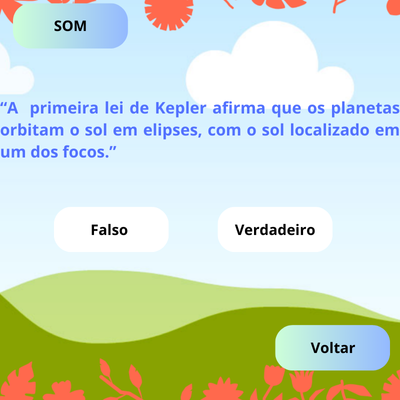 SOM
“A primeira lei de Kepler afirma que os planetas
orbitam o sol em elipses, com o sol localizado em
um dos focos.”
Falso
Verdadeiro
Voltar